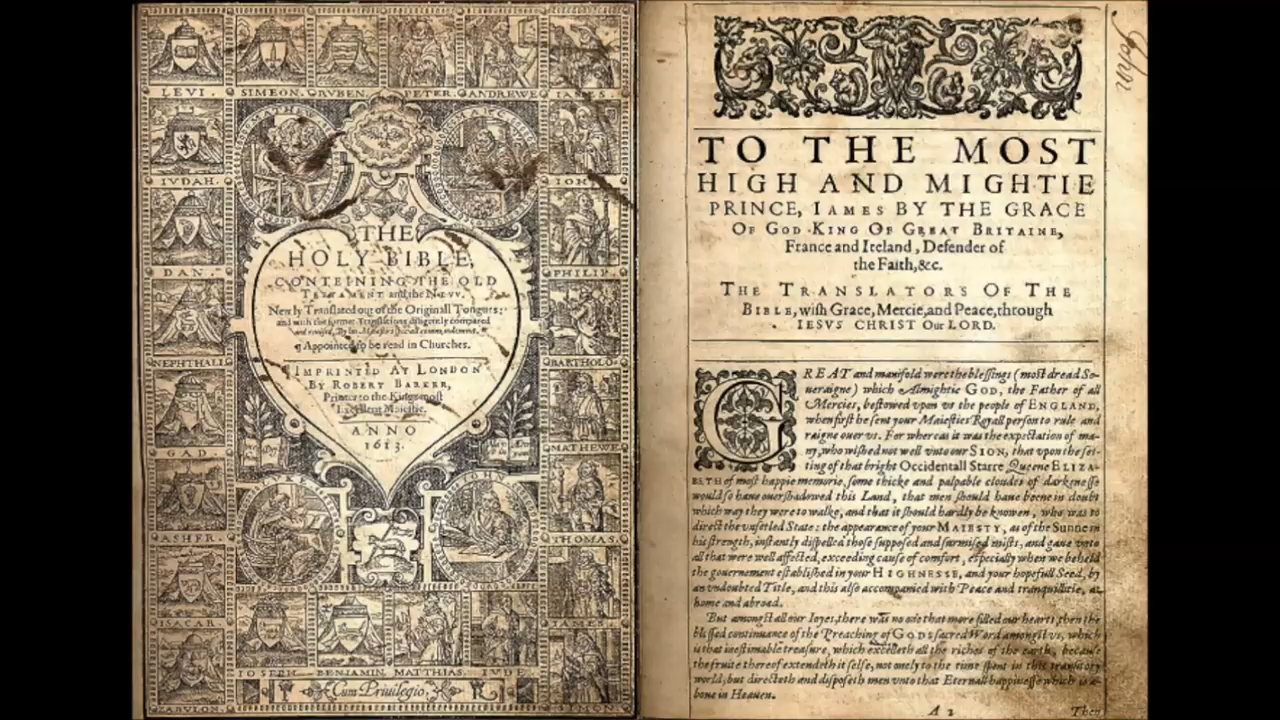 LEVI. SIMEON. RVBEN. PETER. ANDREWE. IAMES.
IVDAH. IOHN
DAN. PHILIP.
NEPHTHALI BARTHOLO.
GAD. MATHEWE
ASHER. THOMAS.
ISACAR. IAMES
IOSEPH. BENJAMIN. MATTHIAS. IVDE
ZABVLON. SIMON
Cum Privilegio.
THE
HOLY BIBLE,
CONTEINING THE OLD
TESTAMENT and the NEW.
Newly Translated out of the Originall Tongues:
and with the former Translations diligently compared
and revised, By his Majesties speciall commandement.
¶ Appointed to be read in Churches.
¶ IMPRINTED AT LONDON
BY ROBERT BARKER,
Printer to the Kings most
Excellent Maiestie.
ANNO
1613.
TO THE MOST
HIGH AND MIGHTIE
PRINCE, IAMES BY THE GRACE
OF GOD KING OF GREAT BRITAINE,
France and Ireland, Defender of
the Faith, &c.
THE TRANSLATORS OF THE
BIBLE, wish Grace, Mercie, and Peace, through
IESVS CHRIST Our LORD.
GREAT and manifold were the blessings (most dread So-
ueraigne) which Almightie GOD, the Father of all
Mercies, bestowed vpon vs the people of ENGLAND,
when first he sent your Maiesties Royall person to rule and
raigne ouer vs. For whereas it was the expectation of ma-
ny, who wished not well vnto our SION, that vpon the set-
ting of that bright Occidentall Starre Queene ELIZA-
BETH of most happie memorie, some thicke and palpable cloudes of darkenesse
would so haue ouershadowed this Land, that men should haue beene in doubt
which way they were to walke, and that it should hardly be knowen, who was to
direct the vnsetled State: the appearance of your MAIESTY, as of the Sunne in
his strength, instantly dispelled those supposed and surmised mists, and gaue vnto
all that were well affected, exceeding cause of comfort, especially when we beheld
the gouernement established in your HIGHNESSE, and your hopefull Seed, by
an vndoubted Title, and this also accompanied with Peace and tranquillitie, at
home and abroad.
But amongst all our Ioyes, there was no one that more filled our hearts, then the
blessed continuance of the Preaching of GODS sacred Word amongst vs, which
is that inestimable treasure, which excelleth all the riches of the earth, because
the fruite thereof extendeth it selfe, not onely to the time spent in this transitory
world, but directeth and disposeth men vnto that Eternall happinesse which is a-
boue in Heauen.
A 2 Then